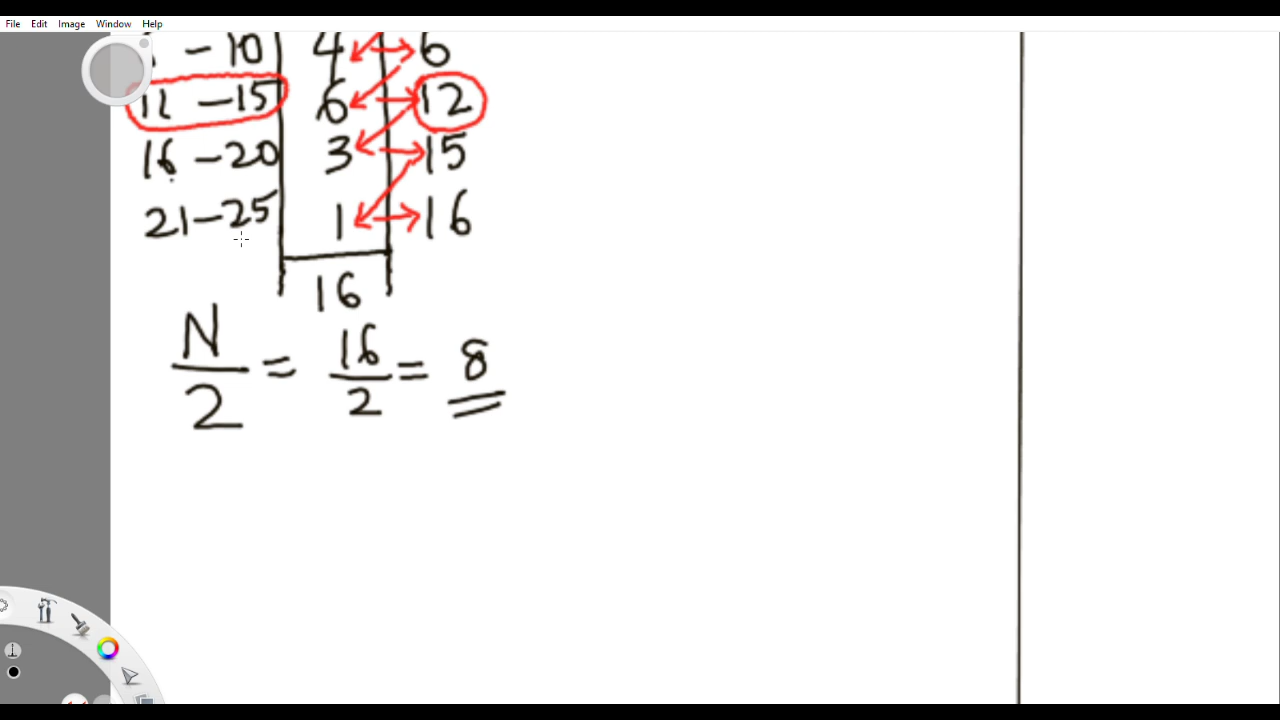 File Edit Image Window Help
- 10 4 6
11 - 15 6 12
16 - 20 3 15
21 - 25 1 16
16
N/2 = 16/2 = 8